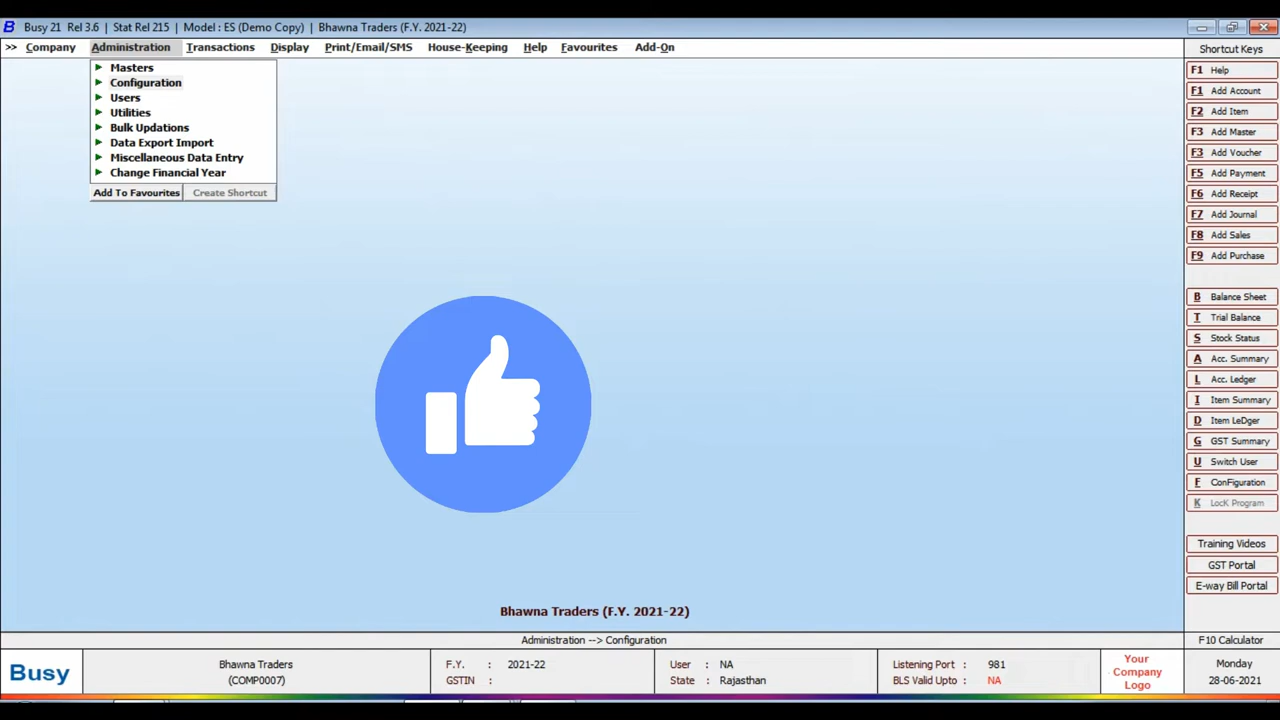 B Busy 21 Rel 3.6 | Stat Rel 215 | Model : ES (Demo Copy) | Bhawna Traders (F.Y. 2021-22)
>> Company Administration Transactions Display Print/Email/SMS House-Keeping Help Favourites Add-On
Masters
Configuration
Users
Utilities
Bulk Updations
Data Export Import
Miscellaneous Data Entry
Change Financial Year
Add To Favourites Create Shortcut
Shortcut Keys
F1 Help
F1 Add Account
F2 Add Item
F3 Add Master
F3 Add Voucher
F5 Add Payment
F6 Add Receipt
F7 Add Journal
F8 Add Sales
F9 Add Purchase
B Balance Sheet
T Trial Balance
S Stock Status
A Acc. Summary
L Acc. Ledger
I Item Summary
D Item LeDger
G GST Summary
U Switch User
F ConFiguration
K LocK Program
Training Videos
GST Portal
E-way Bill Portal
Bhawna Traders (F.Y. 2021-22)
Administration --> Configuration
F10 Calculator
Busy
Bhawna Traders
(COMP0007)
F.Y. : 2021-22
GSTIN :
User : NA
State : Rajasthan
Listening Port : 981
BLS Valid Upto : NA
Your
Company
Logo
Monday
28-06-2021